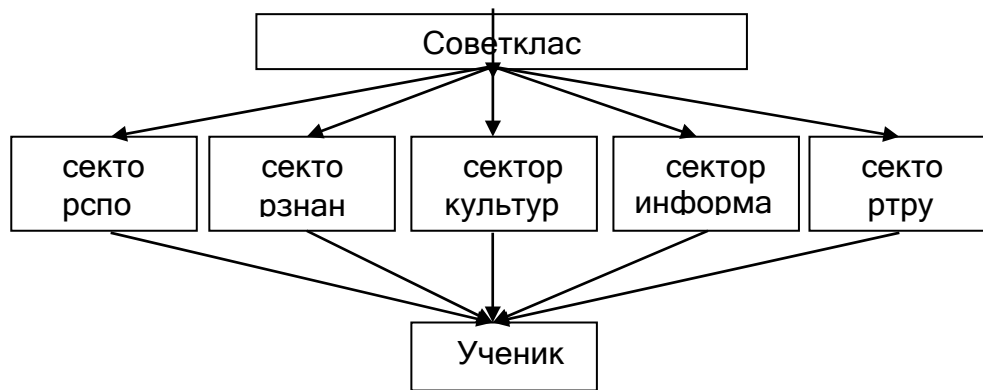 Советклас
секто
рспо
секто
рзнан
сектор
культур
сектор
информа
секто
ртру
Ученик